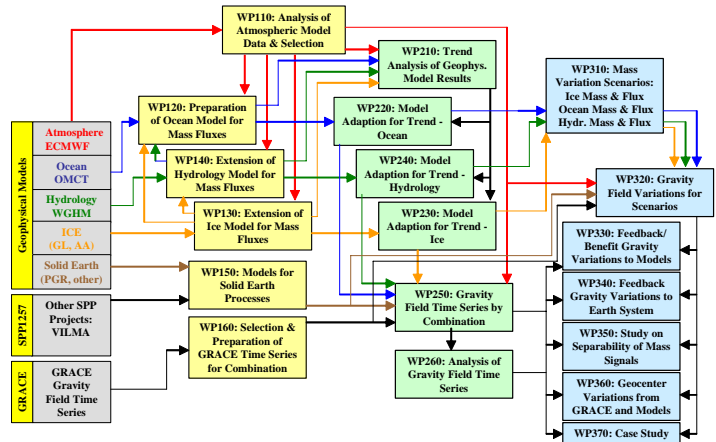 WP110: Analysis of
Atmospheric Model
Data & Selection
WP210: Trend
Analysis of Geophys.
Model Results
WP310: Mass
Variation Scenarios:
Ice Mass & Flux
Ocean Mass & Flux
Hydr. Mass & Flux
WP120: Preparation
of Ocean Model for
Mass Fluxes
WP220: Model
Adaption for Trend -
Ocean
Geophysical Models
Atmosphere
ECMWF
Ocean
OMCT
Hydrology
WGHM
ICE
(GL, AA)
Solid Earth
(PGR, other)
WP140: Extension of
Hydrology Model for
Mass Fluxes
WP240: Model
Adaption for Trend -
Hydrology
WP320: Gravity
Field Variations for
Scenarios
WP130: Extension of
Ice Model for Mass
Fluxes
WP230: Model
Adaption for Trend -
Ice
WP330: Feedback/
Benefit Gravity
Variations to Models
WP150: Models for
Solid Earth
Processes
WP250: Gravity
Field Time Series by
Combination
WP340: Feedback
Gravity Variations to
Earth System
SPP1257
Other SPP
Projects:
VILMA
WP160: Selection &
Preparation of
GRACE Time Series
for Combination
WP350: Study on
Separability of Mass
Signals
GRACE
GRACE
Gravity
Field Time
Series
WP260: Analysis of
Gravity Field Time
Series
WP360: Geocenter
Variations from
GRACE and Models
WP370: Case Study